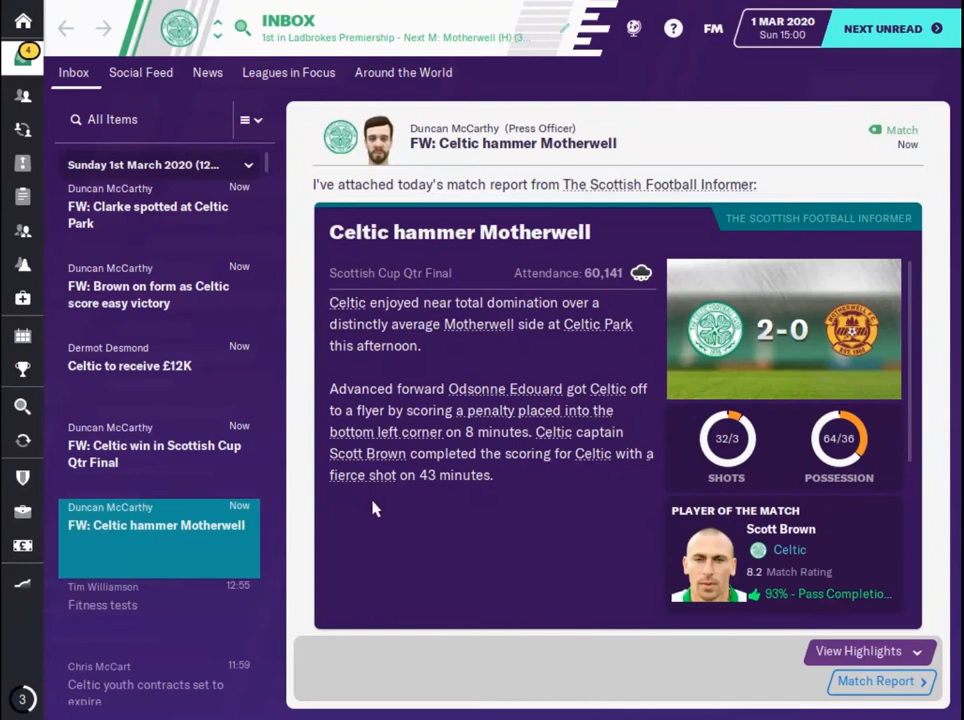 INBOX
1st in Ladbrokes Premiership - Next M: Motherwell (H) (3...
FM
1 MAR 2020
Sun 15:00
NEXT UNREAD
4
Inbox
Social Feed
News
Leagues in Focus
Around the World
All Items
Sunday 1st March 2020 (12...
Duncan McCarthy
Now
FW: Clarke spotted at Celtic
Park
Duncan McCarthy
Now
FW: Brown on form as Celtic
score easy victory
Dermot Desmond
Now
Celtic to receive £12K
Duncan McCarthy
Now
FW: Celtic win in Scottish Cup
Qtr Final
Duncan McCarthy
Now
FW: Celtic hammer Motherwell
Tim Williamson
12:55
Fitness tests
Chris McCart
11:59
Celtic youth contracts set to
expire
3
Duncan McCarthy (Press Officer)
FW: Celtic hammer Motherwell
Match
Now
I've attached today's match report from The Scottish Football Informer:
THE SCOTTISH FOOTBALL INFORMER
Celtic hammer Motherwell
Scottish Cup Qtr Final
Attendance: 60,141
Celtic enjoyed near total domination over a
distinctly average Motherwell side at Celtic Park
this afternoon.
Advanced forward Odsonne Edouard got Celtic off
to a flyer by scoring a penalty placed into the
bottom left corner on 8 minutes. Celtic captain
Scott Brown completed the scoring for Celtic with a
fierce shot on 43 minutes.
2-0
32/3
SHOTS
64/36
POSSESSION
PLAYER OF THE MATCH
Scott Brown
Celtic
8.2 Match Rating
93% - Pass Completio...
View Highlights
Match Report